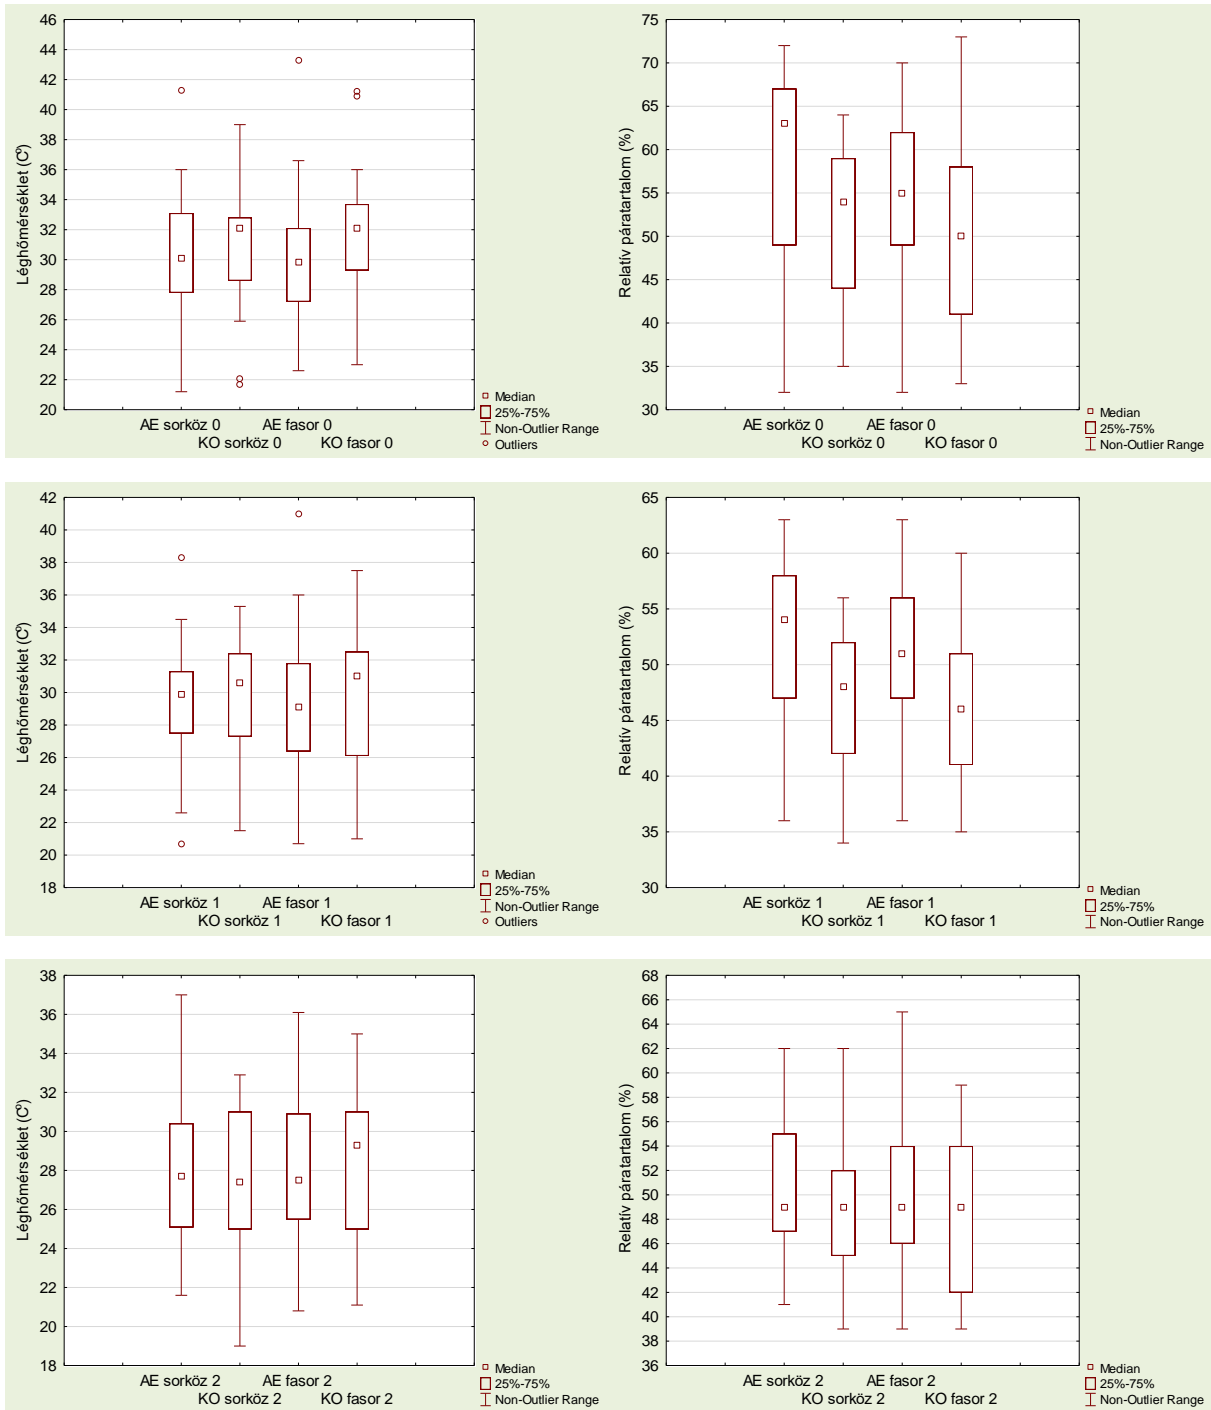 46
44
42
40
38
36
34
32
30
28
26
24
22
20
Léghőmérséklet (C°)
AE sorköz 0 AE fasor 0
KO sorköz 0 KO fasor 0
Median
25%-75%
Non-Outlier Range
Outliers
75
70
65
60
55
50
45
40
35
30
Relatív páratartalom (%)
AE sorköz 0 AE fasor 0
KO sorköz 0 KO fasor 0
Median
25%-75%
Non-Outlier Range
42
40
38
36
34
32
30
28
26
24
22
20
18
Léghőmérséklet (C°)
AE sorköz 1 AE fasor 1
KO sorköz 1 KO fasor 1
Median
25%-75%
Non-Outlier Range
Outliers
65
60
55
50
45
40
35
30
Relatív páratartalom (%)
AE sorköz 1 AE fasor 1
KO sorköz 1 KO fasor 1
Median
25%-75%
Non-Outlier Range
38
36
34
32
30
28
26
24
22
20
18
Léghőmérséklet (C°)
AE sorköz 2 AE fasor 2
KO sorköz 2 KO fasor 2
Median
25%-75%
Non-Outlier Range
68
66
64
62
60
58
56
54
52
50
48
46
44
42
40
38
36
Relatív páratartalom (%)
AE sorköz 2 AE fasor 2
KO sorköz 2 KO fasor 2
Median
25%-75%
Non-Outlier Range